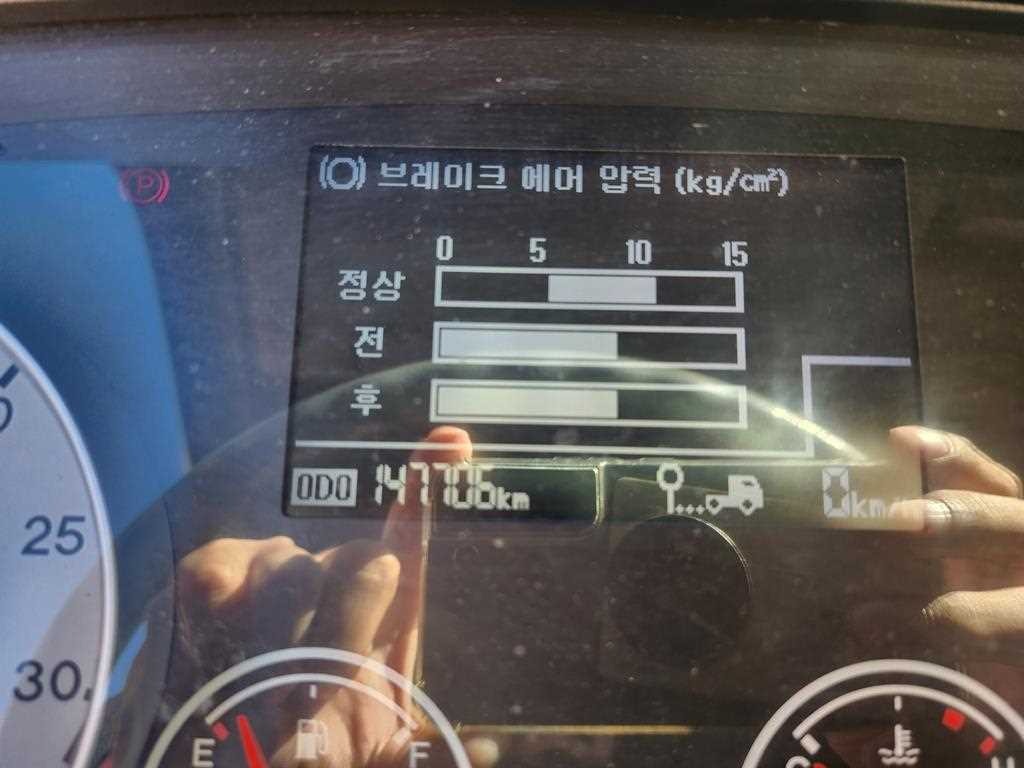 (P)
브레이크 에어 압력 (kg/cm²)
0 5 10 15
정상
전
후
ODO 147706km
0km/
25
30
E F
C H